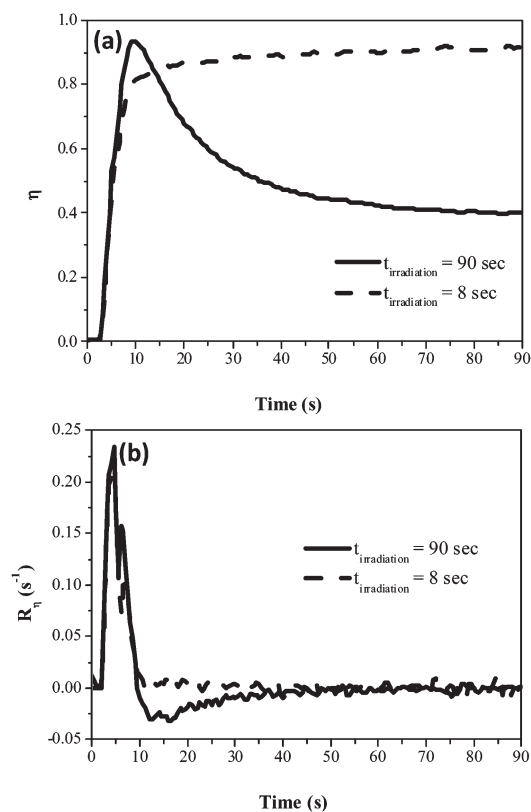 (a)
1.0
0.8
0.6
0.4
0.2
0.0
η
0 10 20 30 40 50 60 70 80 90
Time (s)
t_irradiation = 90 sec
t_irradiation = 8 sec
(b)
0.25
0.20
0.15
0.10
0.05
0.00
-0.05
R_η (s⁻¹)
t_irradiation = 90 sec
t_irradiation = 8 sec
0 10 20 30 40 50 60 70 80 90
Time (s)